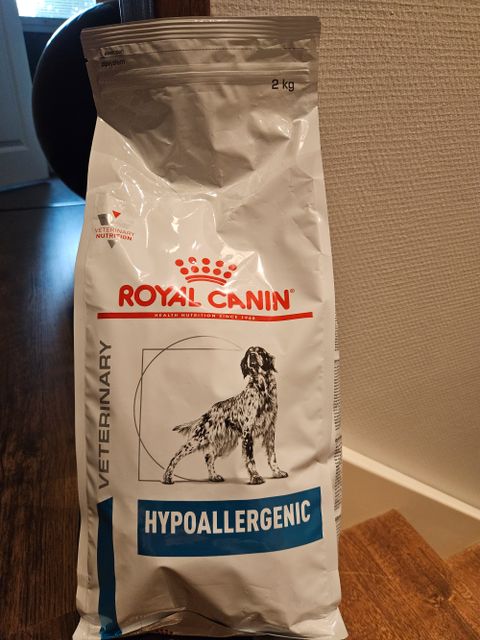 2 kg
VETERINARY
NUTRITION
ROYAL CANIN
HEALTH NUTRITION SINCE 1968
VETERINARY
HYPOALLERGENIC